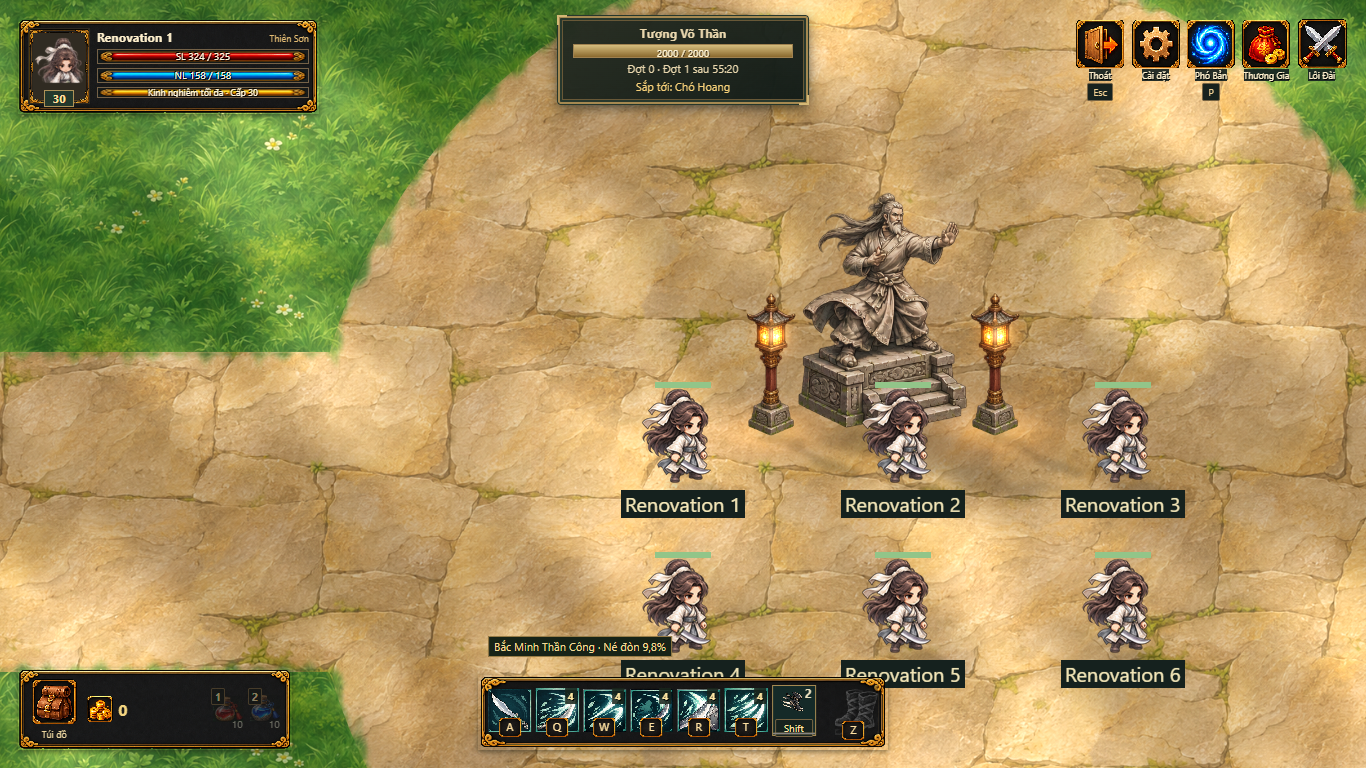 Renovation 1
Thiên Sơn
SL 324 / 325
NL 158 / 158
Kinh nghiệm tối đa · Cấp 30
30
Tượng Võ Thần
2000 / 2000
Đợt 0 · Đợt 1 sau 55:20
Sắp tới: Chó Hoang
Thoát
Cài đặt
Phó Bản
Thương Gia
Lôi Đài
Esc
P
Renovation 1
Renovation 2
Renovation 3
Bắc Minh Thần Công · Né đòn 9,8%
Renovation 4
Renovation 5
Renovation 6
Túi đồ
0
1
10
2
10
A
4
Q
4
W
4
E
4
R
4
T
2
Shift
Z